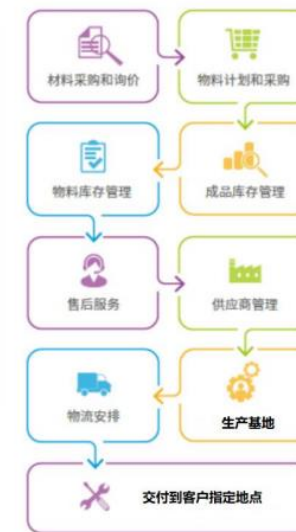 材料采购和询价
物料计划和采购
物料库存管理
成品库存管理
售后服务
供应商管理
物流安排
生产基地
交付到客户指定地点